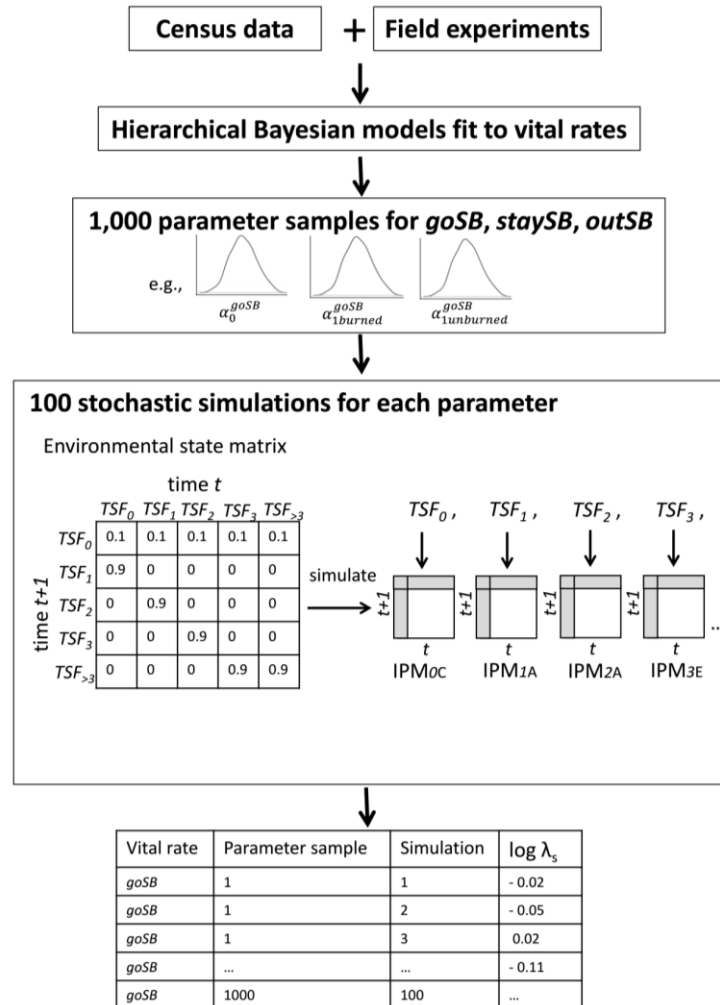 Census data + Field experiments
Hierarchical Bayesian models fit to vital rates
1,000 parameter samples for goSB, staySB, outSB
e.g.,
α₀^goSB α₁burned^goSB α₁unburned^goSB
100 stochastic simulations for each parameter
Environmental state matrix
time t
TSF₀ TSF₁ TSF₂ TSF₃ TSF>₃
time t+1
TSF₀ 0.1 0.1 0.1 0.1 0.1
TSF₁ 0.9 0 0 0 0
TSF₂ 0 0.9 0 0 0
TSF₃ 0 0 0.9 0 0
TSF>₃ 0 0 0 0.9 0.9
simulate
TSF₀ , TSF₁ , TSF₂ , TSF₃ ,
t+1 t+1 t+1 t+1 ...
t t t t
IPM0C IPM1A IPM2A IPM3E
Vital rate Parameter sample Simulation log λₛ
goSB 1 1 - 0.02
goSB 1 2 - 0.05
goSB 1 3 0.02
goSB ... ... - 0.11
goSB 1000 100 ...